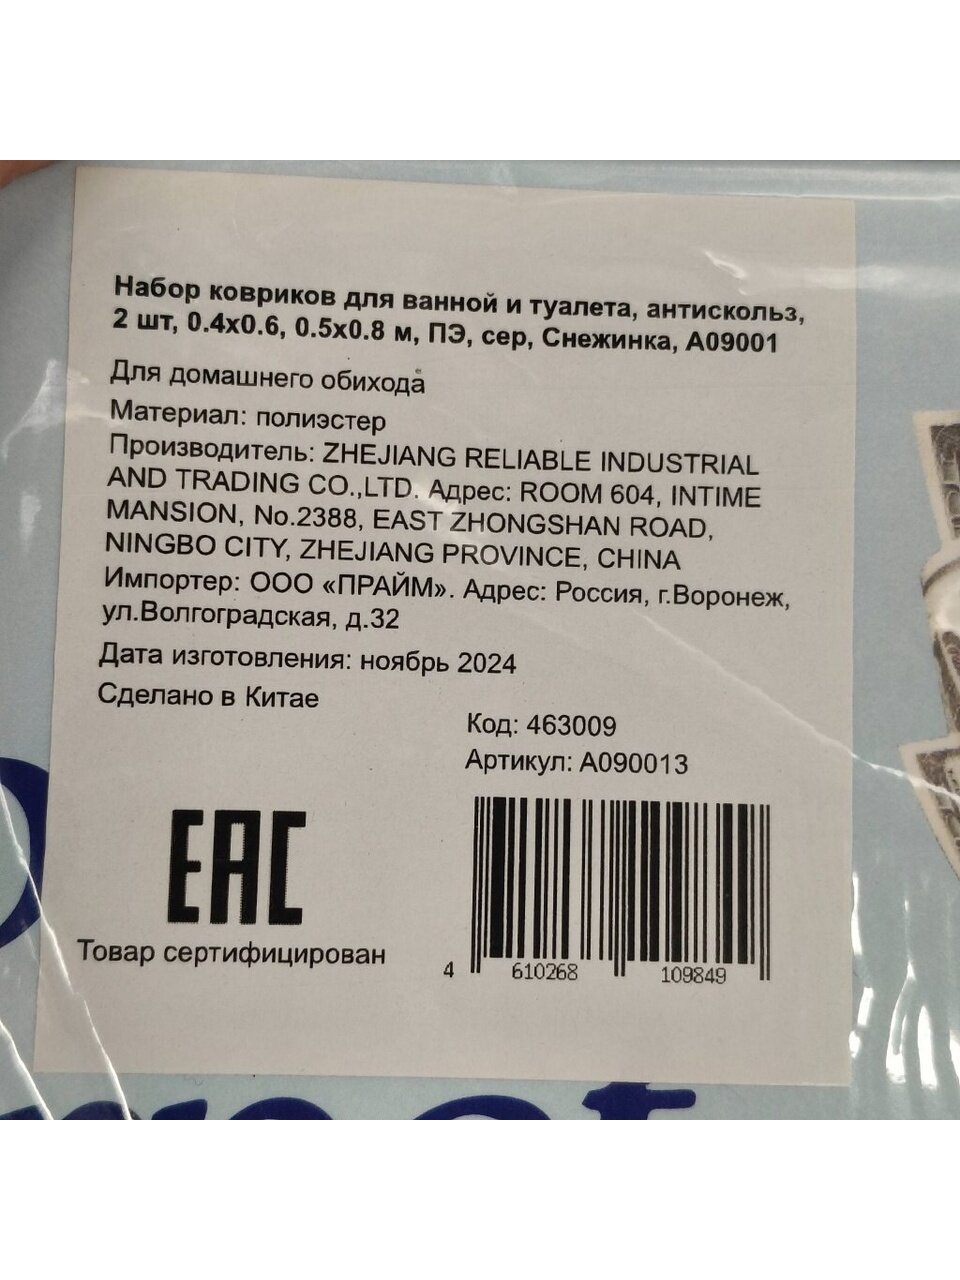 Набор ковриков для ванной и туалета, антискольз,
2 шт, 0.4х0.6, 0.5х0.8 м, ПЭ, сер, Снежинка, А09001
Для домашнего обихода
Материал: полиэстер
Производитель: ZHEJIANG RELIABLE INDUSTRIAL
AND TRADING CO.,LTD. Адрес: ROOM 604, INTIME
MANSION, No.2388, EAST ZHONGSHAN ROAD,
NINGBO CITY, ZHEJIANG PROVINCE, CHINA
Импортер: ООО «ПРАЙМ». Адрес: Россия, г.Воронеж,
ул.Волгоградская, д.32
Дата изготовления: ноябрь 2024
Сделано в Китае
Код: 463009
Артикул: А090013
EAC
Товар сертифицирован
4 610268 109849